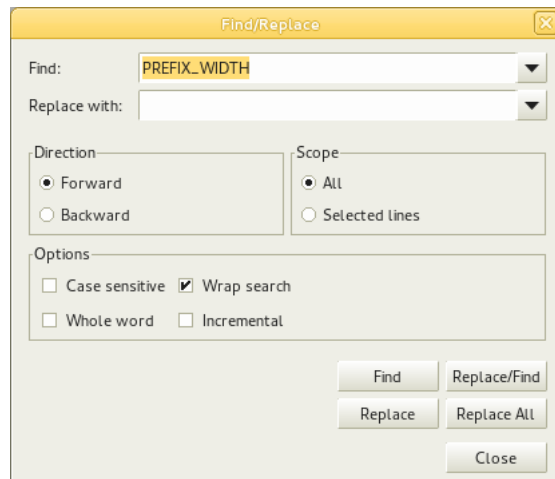 Find/Replace
Find: PREFIX_WIDTH
Replace with:
Direction
Forward
Backward
Scope
All
Selected lines
Options
Case sensitive Wrap search
Whole word Incremental
Find Replace/Find
Replace Replace All
Close